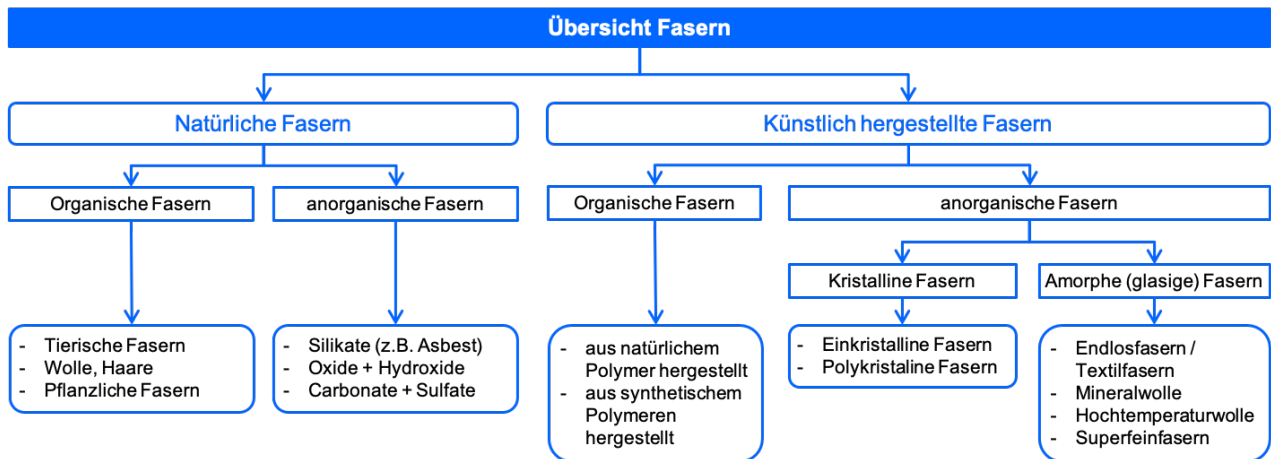 Übersicht Fasern
Natürliche Fasern
Künstlich hergestellte Fasern
Organische Fasern
anorganische Fasern
Organische Fasern
anorganische Fasern
Kristalline Fasern
Amorphe (glasige) Fasern
- Tierische Fasern
- Wolle, Haare
- Pflanzliche Fasern
- Silikate (z.B. Asbest)
- Oxide + Hydroxide
- Carbonate + Sulfate
- aus natürlichem
Polymer hergestellt
- aus synthetischem
Polymeren
hergestellt
- Einkristalline Fasern
- Polykristaline Fasern
- Endlosfasern /
Textilfasern
- Mineralwolle
- Hochtemperaturwolle
- Superfeinfasern